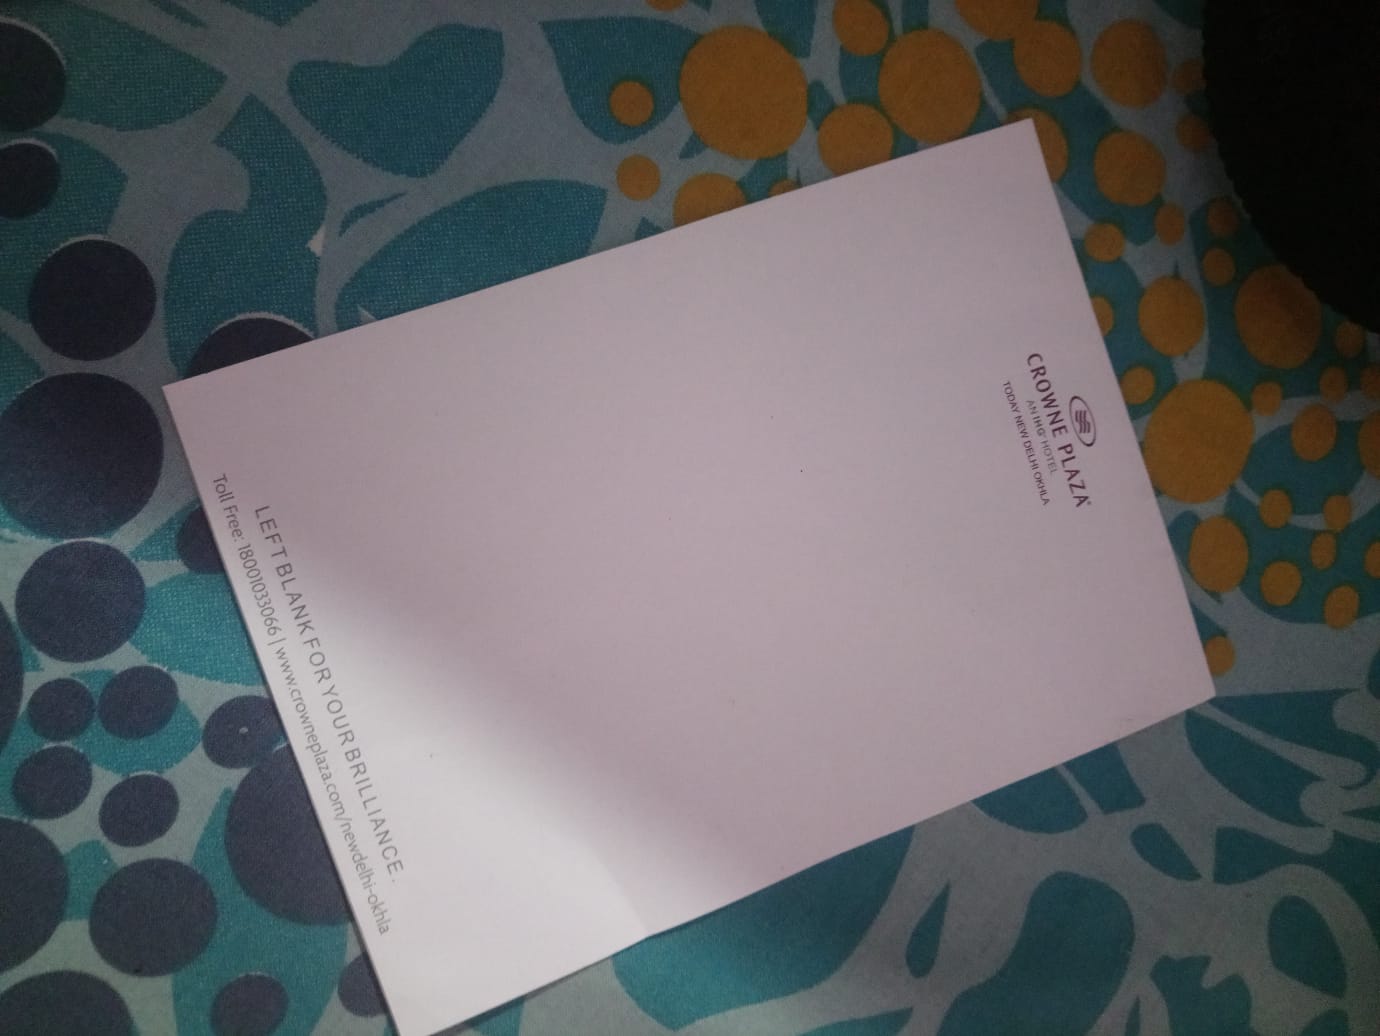 CROWNE PLAZA®
AN IHG® HOTEL
TODAY NEW DELHI OKHLA
LEFT BLANK FOR YOUR BRILLIANCE.
Toll Free: 18001033066 | www.crowneplaza.com/newdelhi-okhla